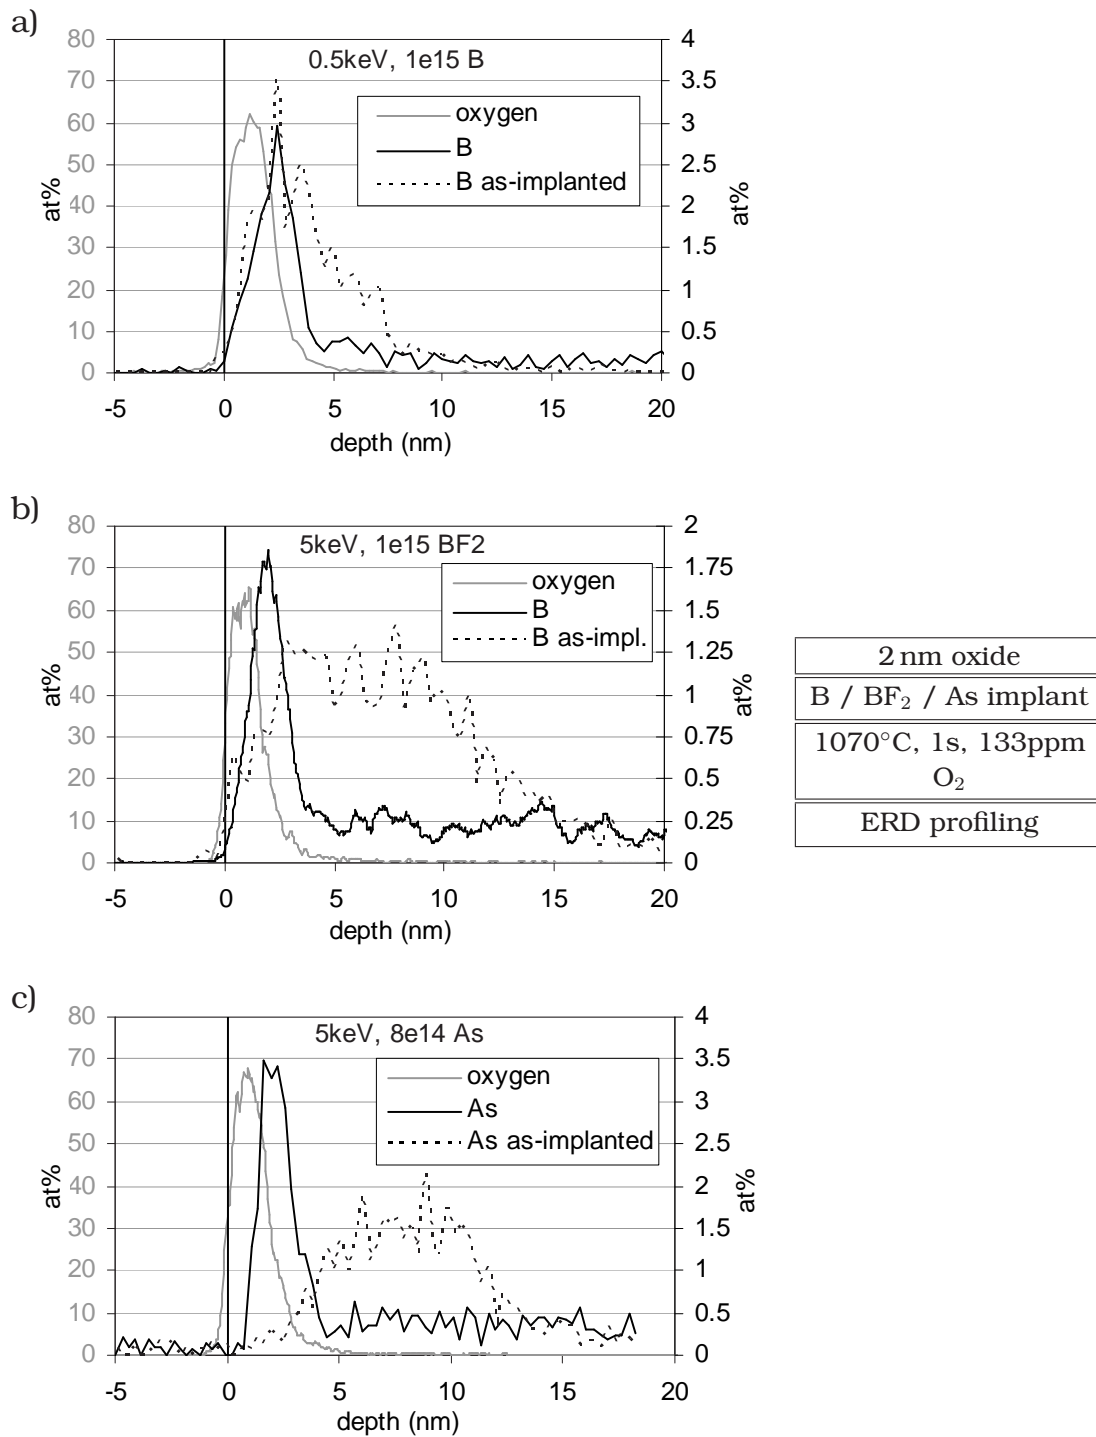 a)
0.5keV, 1e15 B
oxygen
B
B as-implanted
80
70
60
50
40
30
20
10
0
at%
4
3.5
3
2.5
2
1.5
1
0.5
0
at%
-5 0 5 10 15 20
depth (nm)
b)
5keV, 1e15 BF2
oxygen
B
B as-impl.
80
70
60
50
40
30
20
10
0
at%
2
1.75
1.5
1.25
1
0.75
0.5
0.25
0
at%
-5 0 5 10 15 20
depth (nm)
2 nm oxide
B / BF₂ / As implant
1070°C, 1s, 133ppm
O₂
ERD profiling
c)
5keV, 8e14 As
oxygen
As
As as-implanted
80
70
60
50
40
30
20
10
0
at%
4
3.5
3
2.5
2
1.5
1
0.5
0
at%
-5 0 5 10 15 20
depth (nm)